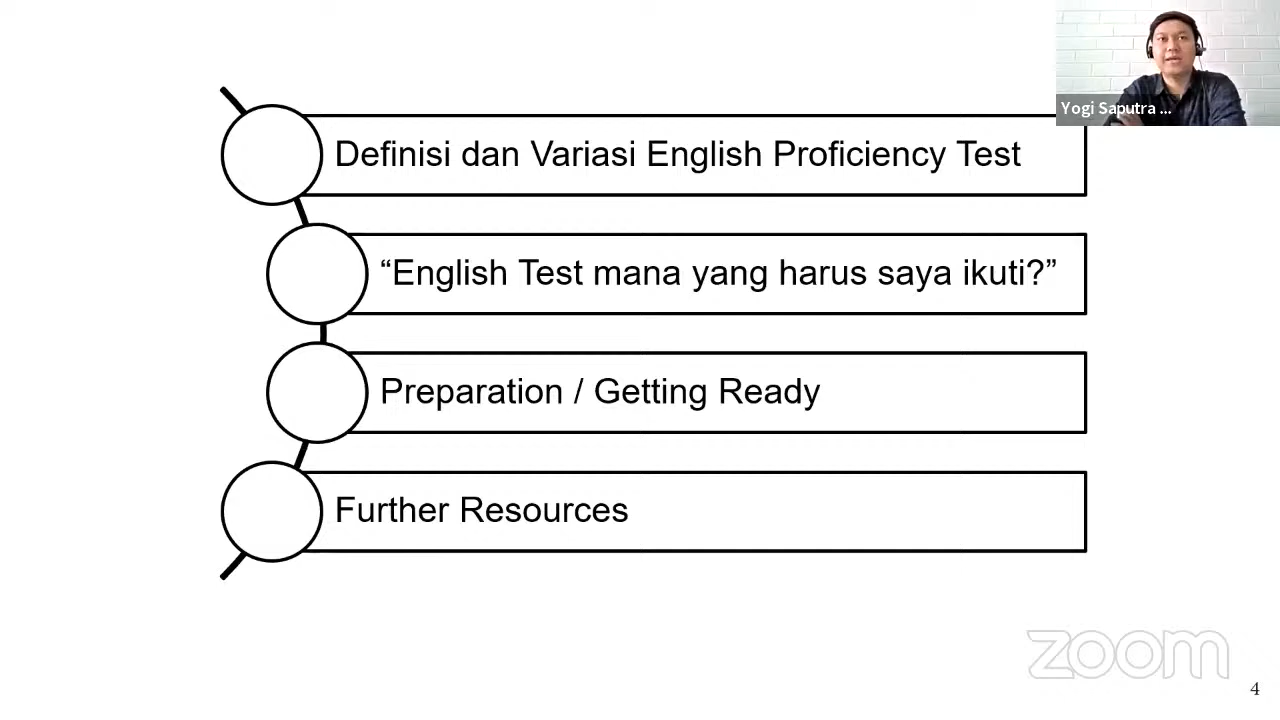 Yogi Saputra ...
Definisi dan Variasi English Proficiency Test
“English Test mana yang harus saya ikuti?”
Preparation / Getting Ready
Further Resources
zoom
4